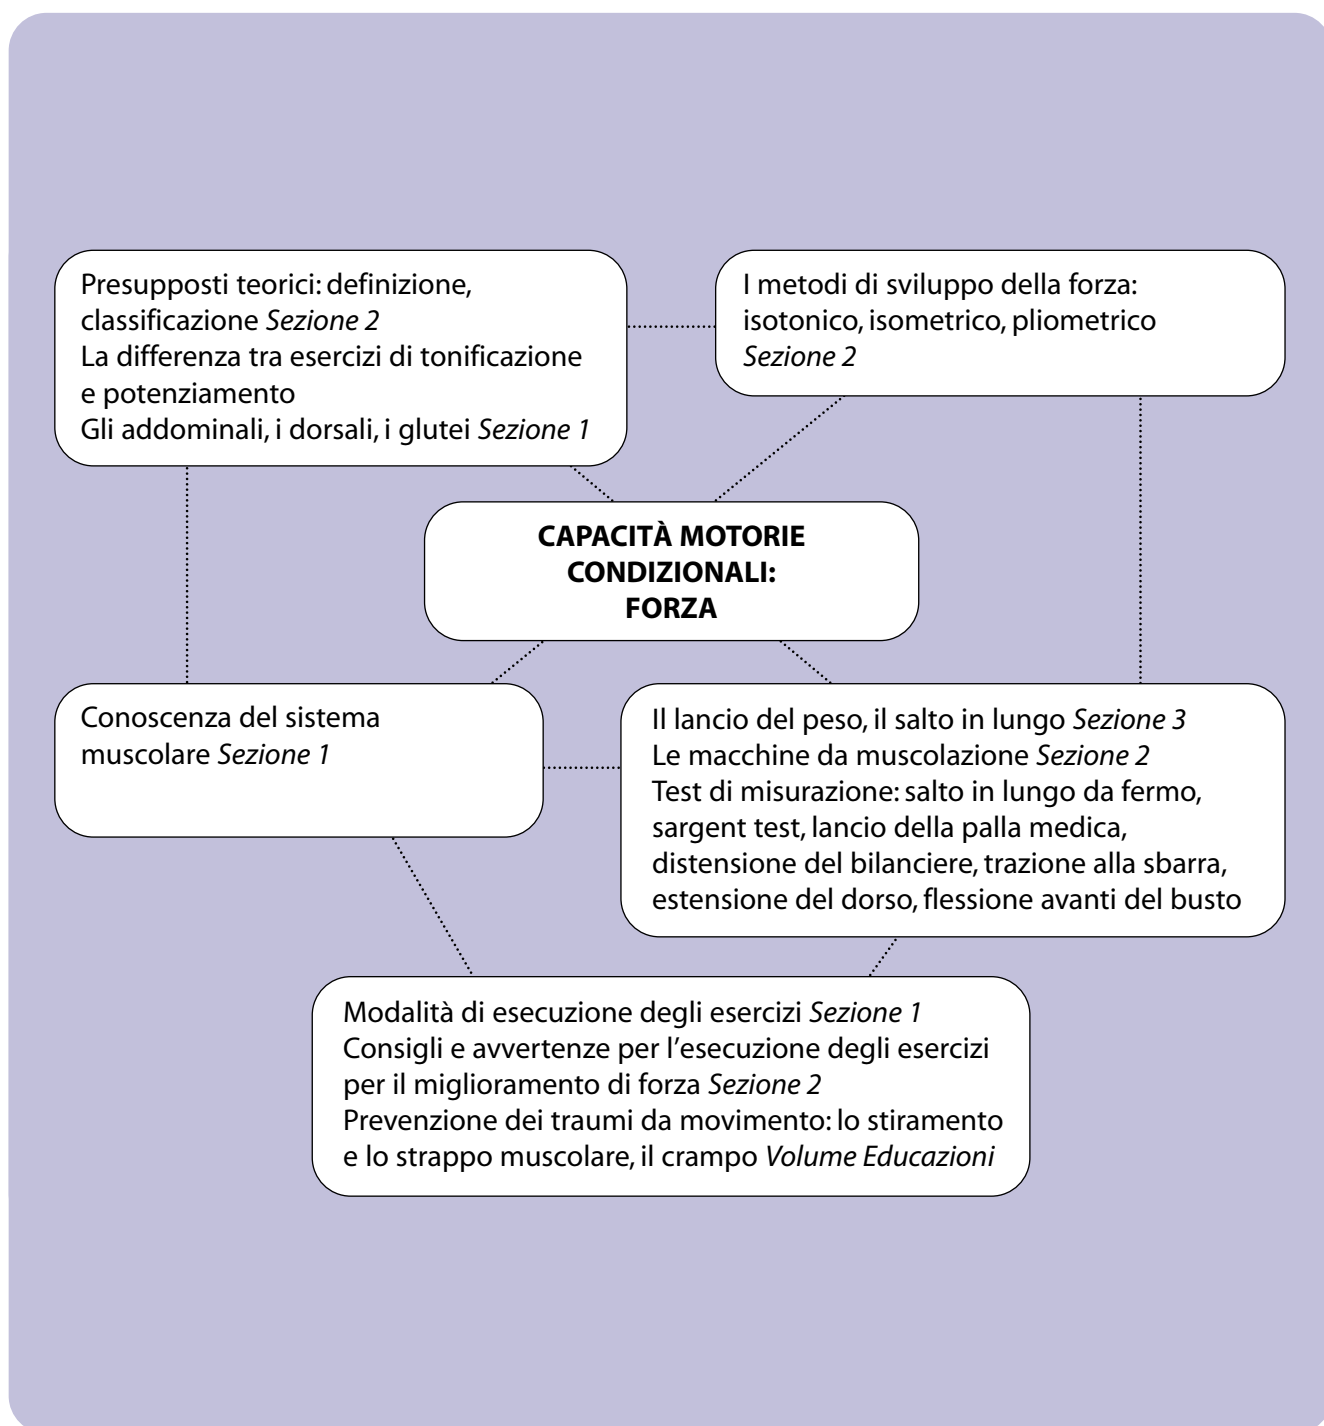 Presupposti teorici: definizione,
classificazione Sezione 2
La differenza tra esercizi di tonificazione
e potenziamento
Gli addominali, i dorsali, i glutei Sezione 1
I metodi di sviluppo della forza:
isotonico, isometrico, pliometrico
Sezione 2
CAPACITÀ MOTORIE
CONDIZIONALI:
FORZA
Conoscenza del sistema
muscolare Sezione 1
Il lancio del peso, il salto in lungo Sezione 3
Le macchine da muscolazione Sezione 2
Test di misurazione: salto in lungo da fermo,
sargent test, lancio della palla medica,
distensione del bilanciere, trazione alla sbarra,
estensione del dorso, flessione avanti del busto
Modalità di esecuzione degli esercizi Sezione 1
Consigli e avvertenze per l’esecuzione degli esercizi
per il miglioramento di forza Sezione 2
Prevenzione dei traumi da movimento: lo stiramento
e lo strappo muscolare, il crampo Volume Educazioni